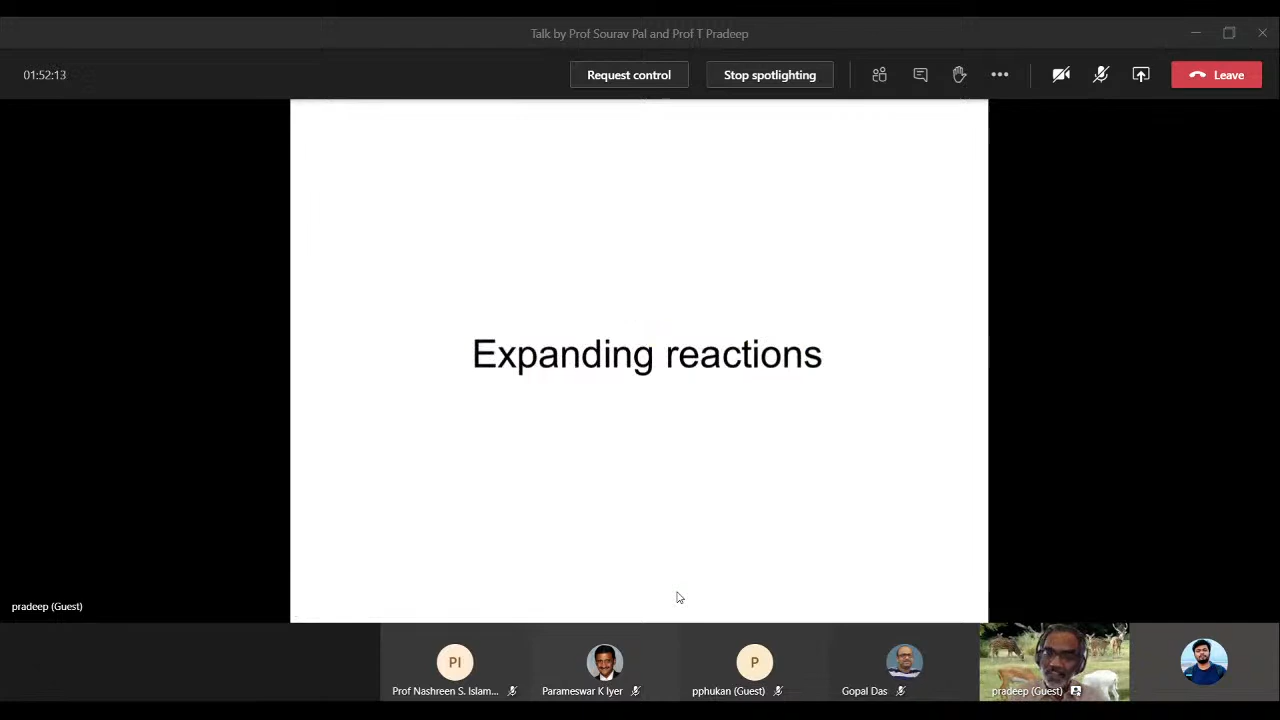 Talk by Prof Sourav Pal and Prof T Pradeep
01:52:13
Request control
Stop spotlighting
Leave
Expanding reactions
pradeep (Guest)
PI
P
Prof Nashreen S. Islam...
Parameswar K Iyer
pphukan (Guest)
Gopal Das
pradeep (Guest)